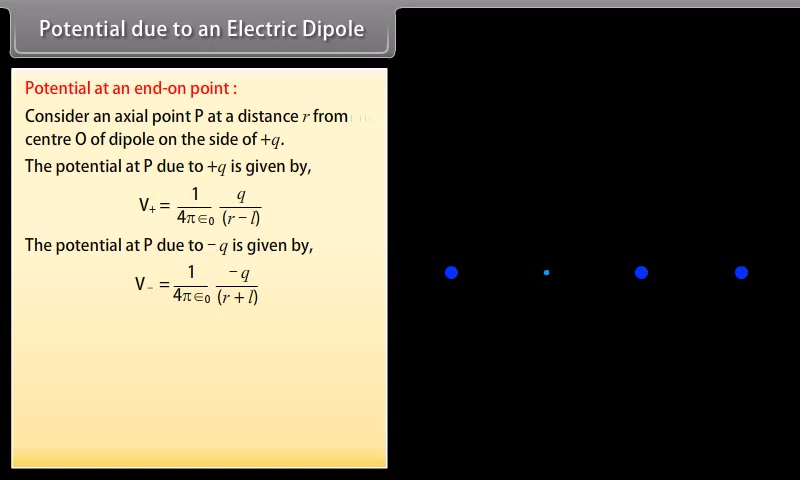 Potential due to an Electric Dipole
Potential at an end-on point :
Consider an axial point P at a distance r from
centre O of dipole on the side of +q.
The potential at P due to +q is given by,
V₊ = 1/4π∈₀ q/(r − l)
The potential at P due to − q is given by,
V₋ = 1/4π∈₀ − q/(r + l)